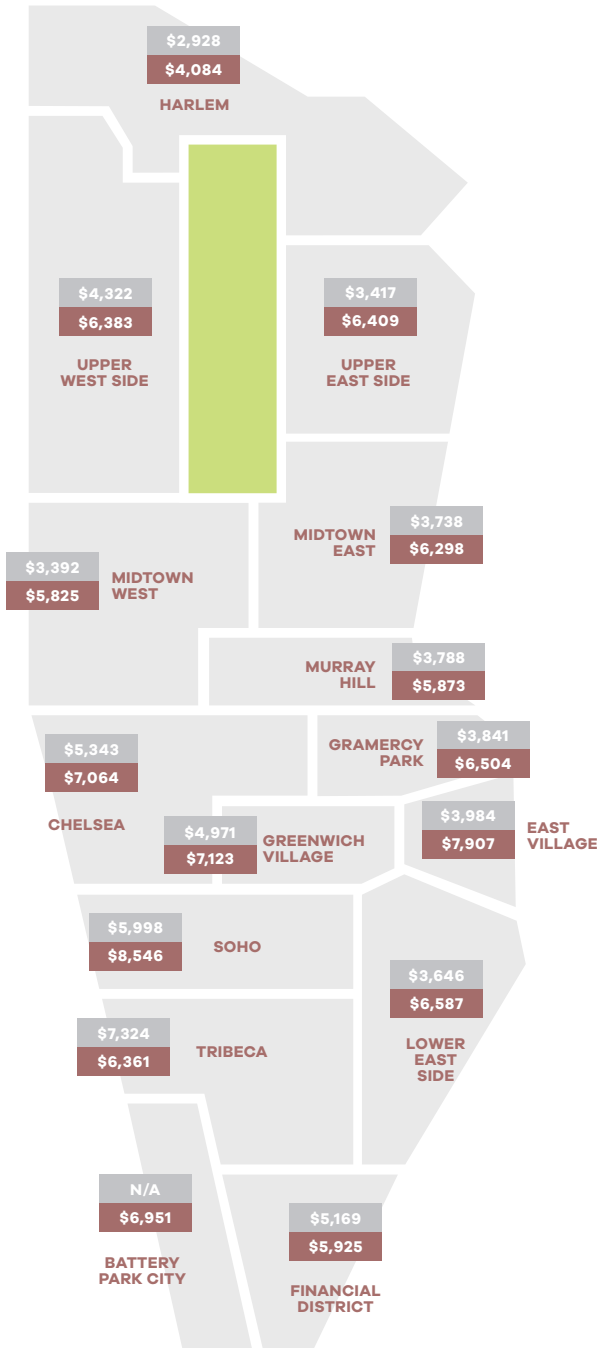 $2,928
$4,084
HARLEM
$4,322
$6,383
UPPER
WEST SIDE
$3,417
$6,409
UPPER
EAST SIDE
$3,738
$6,298
MIDTOWN
EAST
$3,392
$5,825
MIDTOWN
WEST
$3,788
$5,873
MURRAY
HILL
$5,343
$7,064
CHELSEA
$3,841
$6,504
GRAMERCY
PARK
$4,971
$7,123
GREENWICH
VILLAGE
$3,984
$7,907
EAST
VILLAGE
$5,998
$8,546
SOHO
$3,646
$6,587
LOWER
EAST
SIDE
$7,324
$6,361
TRIBECA
N/A
$6,951
BATTERY
PARK CITY
$5,169
$5,925
FINANCIAL
DISTRICT